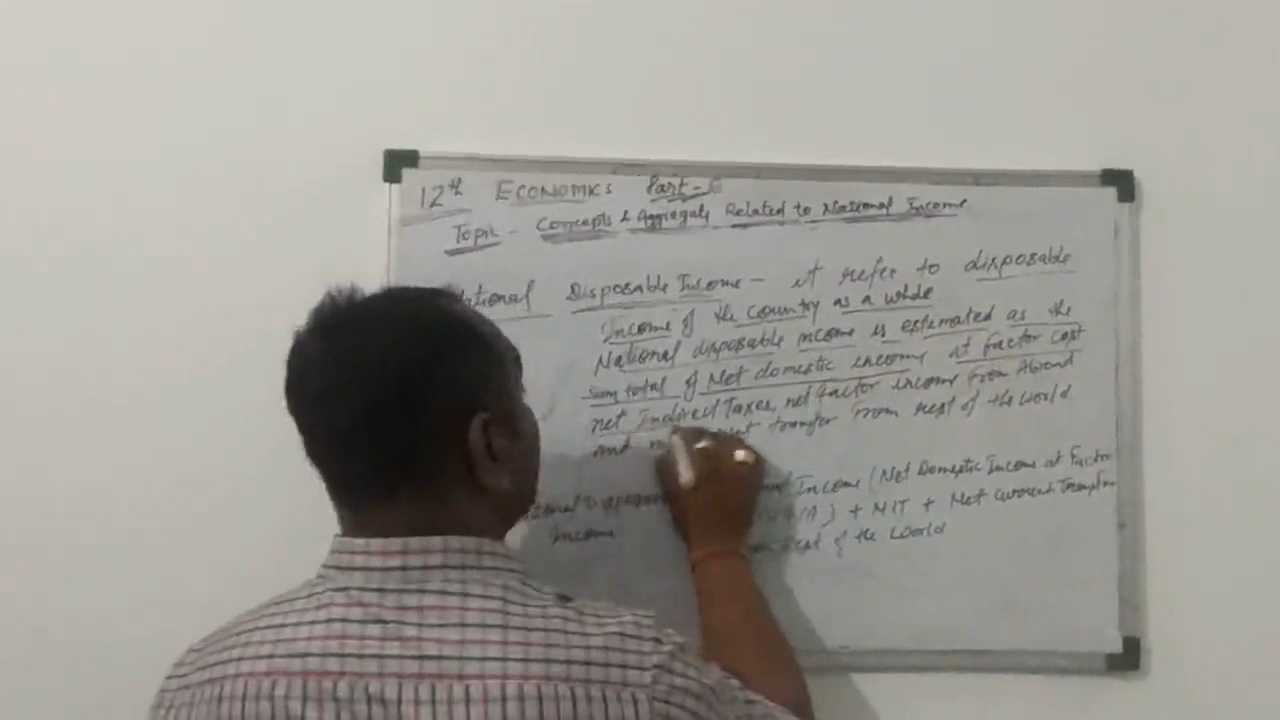 12th ECONOMICS Part-
Topic - Concepts & Aggregats Related to National Income
National Disposable Income - it refer to disposable
Income of the country as a whole
National disposable income is estimated as the
Sum total of Net domestic income at factor cost
net Indirect Taxes, net factor income from Abroad
and transfer from rest of the world
Income (Net Domestic Income at Factor
) + NIT + Net current Transfer
Income of the world